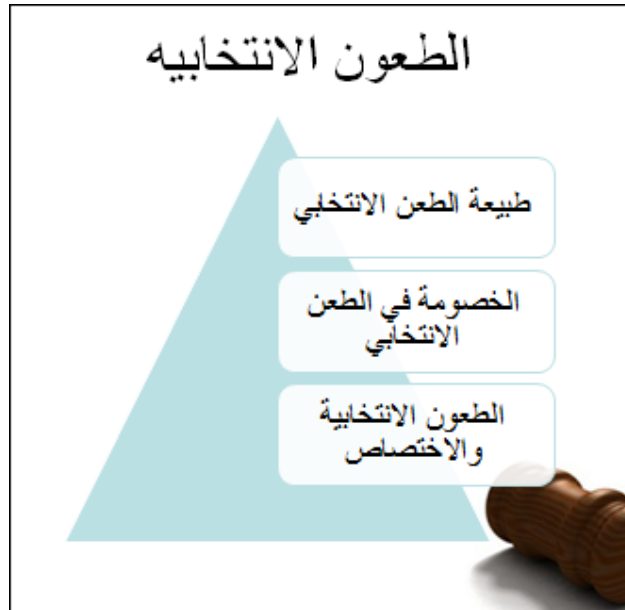 الطعون الانتخابيه
طبيعة الطعن الانتخابي
الخصومة في الطعن
الانتخابي
الطعون الانتخابية
والاختصاص